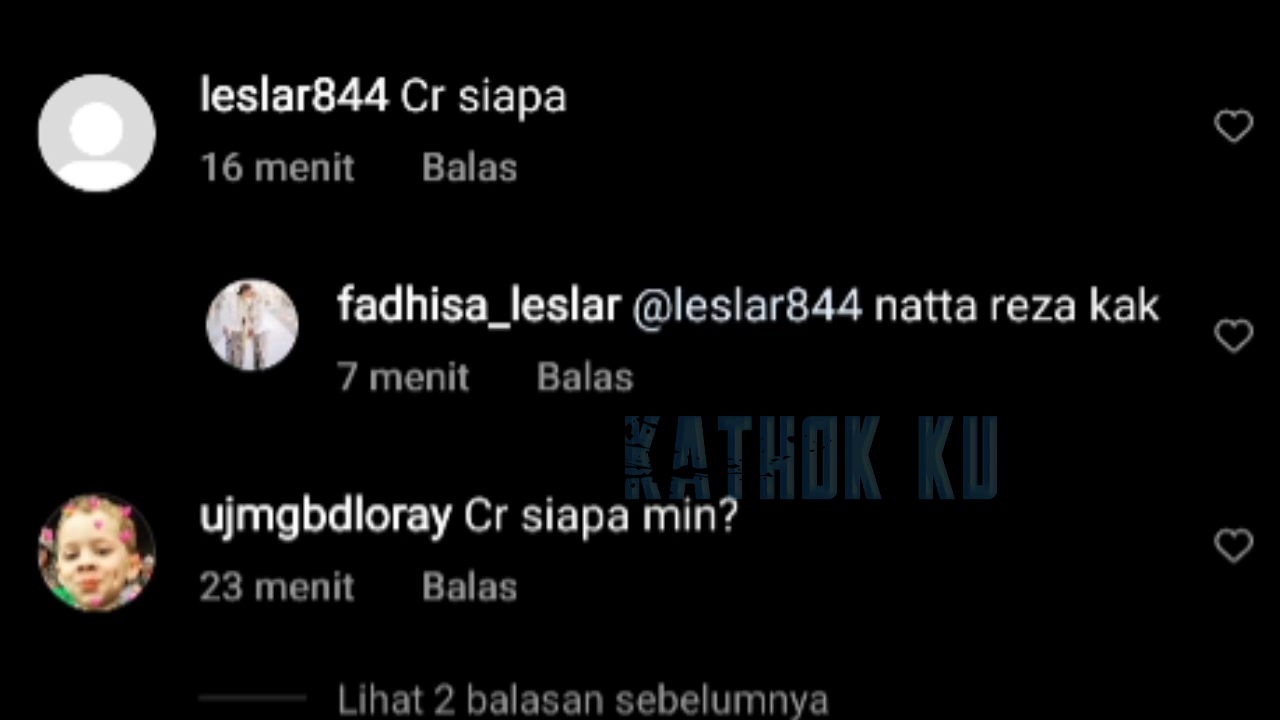 leslar844 Cr siapa
16 menit Balas
fadhisa_leslar @leslar844 natta reza kak
7 menit Balas
KATHOK KU
ujmgbdloray Cr siapa min?
23 menit Balas
Lihat 2 balasan sebelumnya